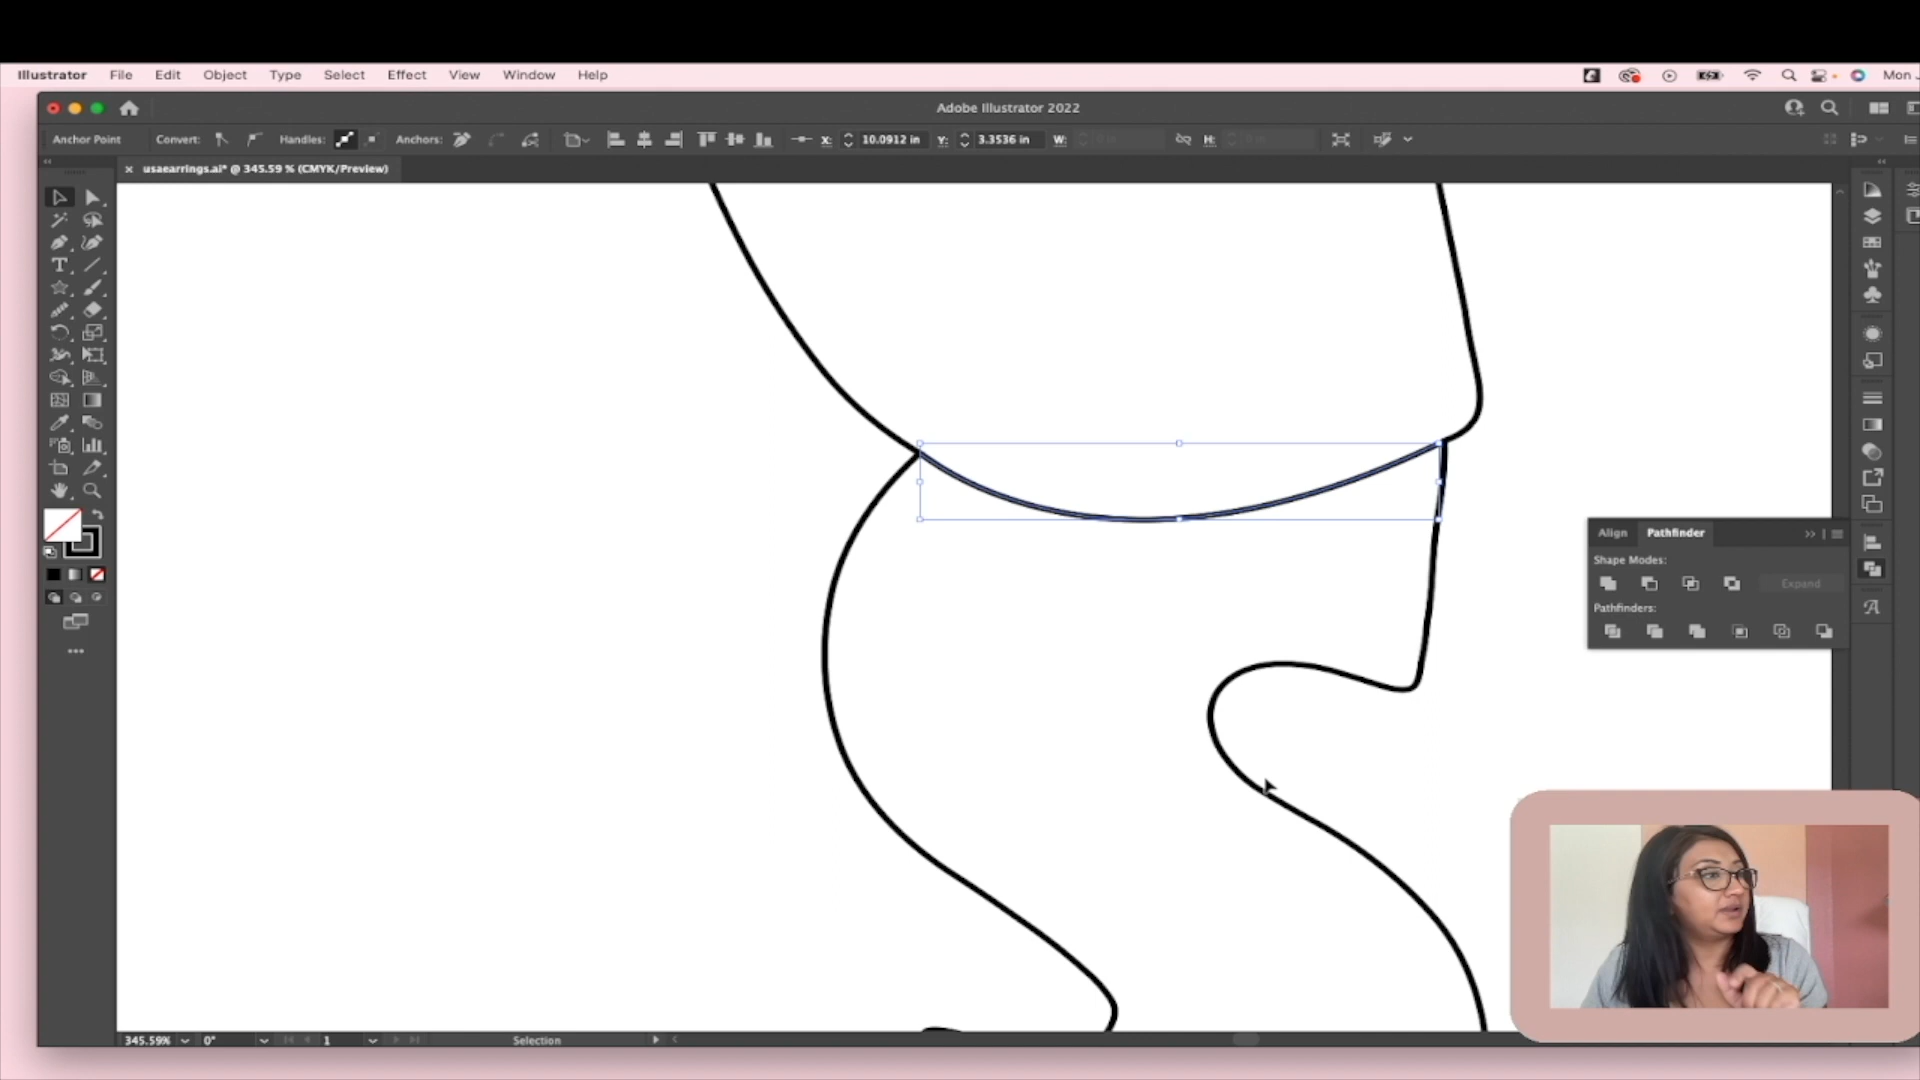 Illustrator File Edit Object Type Select Effect View Window Help Mon
Adobe Illustrator 2022
Anchor Point Convert: Handles: Anchors: X: 10.0912 in Y: 3.3536 in W: H:
× usaearrings.ai* @ 345.59 % (CMYK/Preview)
Align Pathfinder
Shape Modes:
Expand
Pathfinders:
345.59% 0° 1 Selection